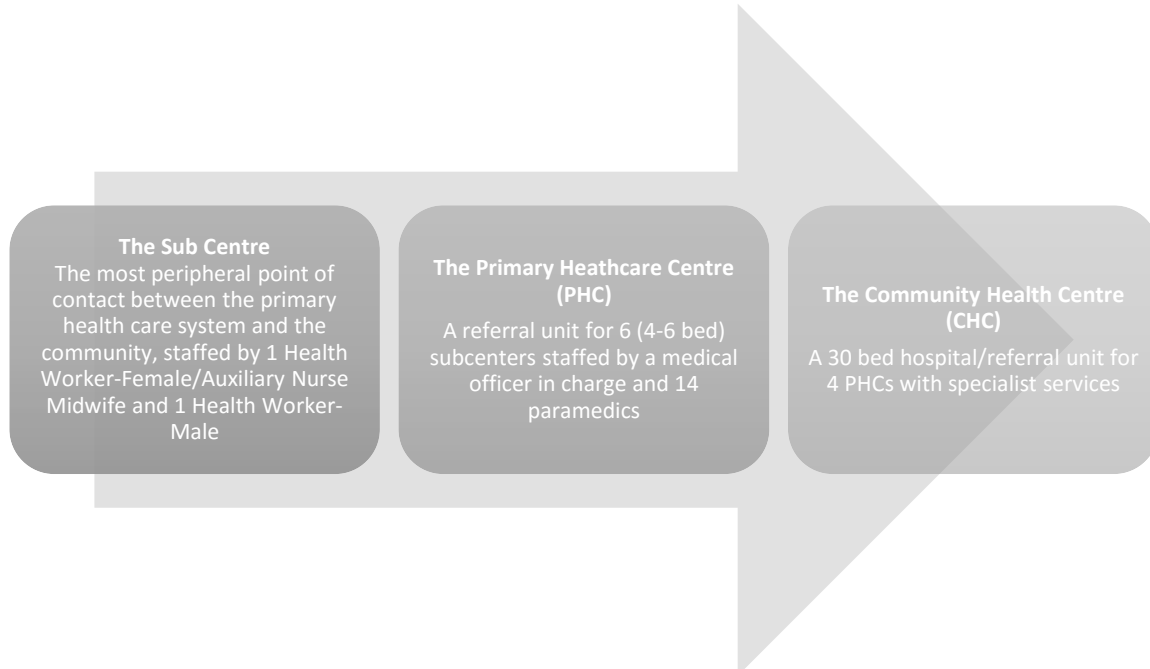 The Sub Centre
The most peripheral point of
contact between the primary
health care system and the
community, staffed by 1 Health
Worker-Female/Auxiliary Nurse
Midwife and 1 Health Worker-
Male
The Primary Heathcare Centre
(PHC)
A referral unit for 6 (4-6 bed)
subcenters staffed by a medical
officer in charge and 14
paramedics
The Community Health Centre
(CHC)
A 30 bed hospital/referral unit for
4 PHCs with specialist services